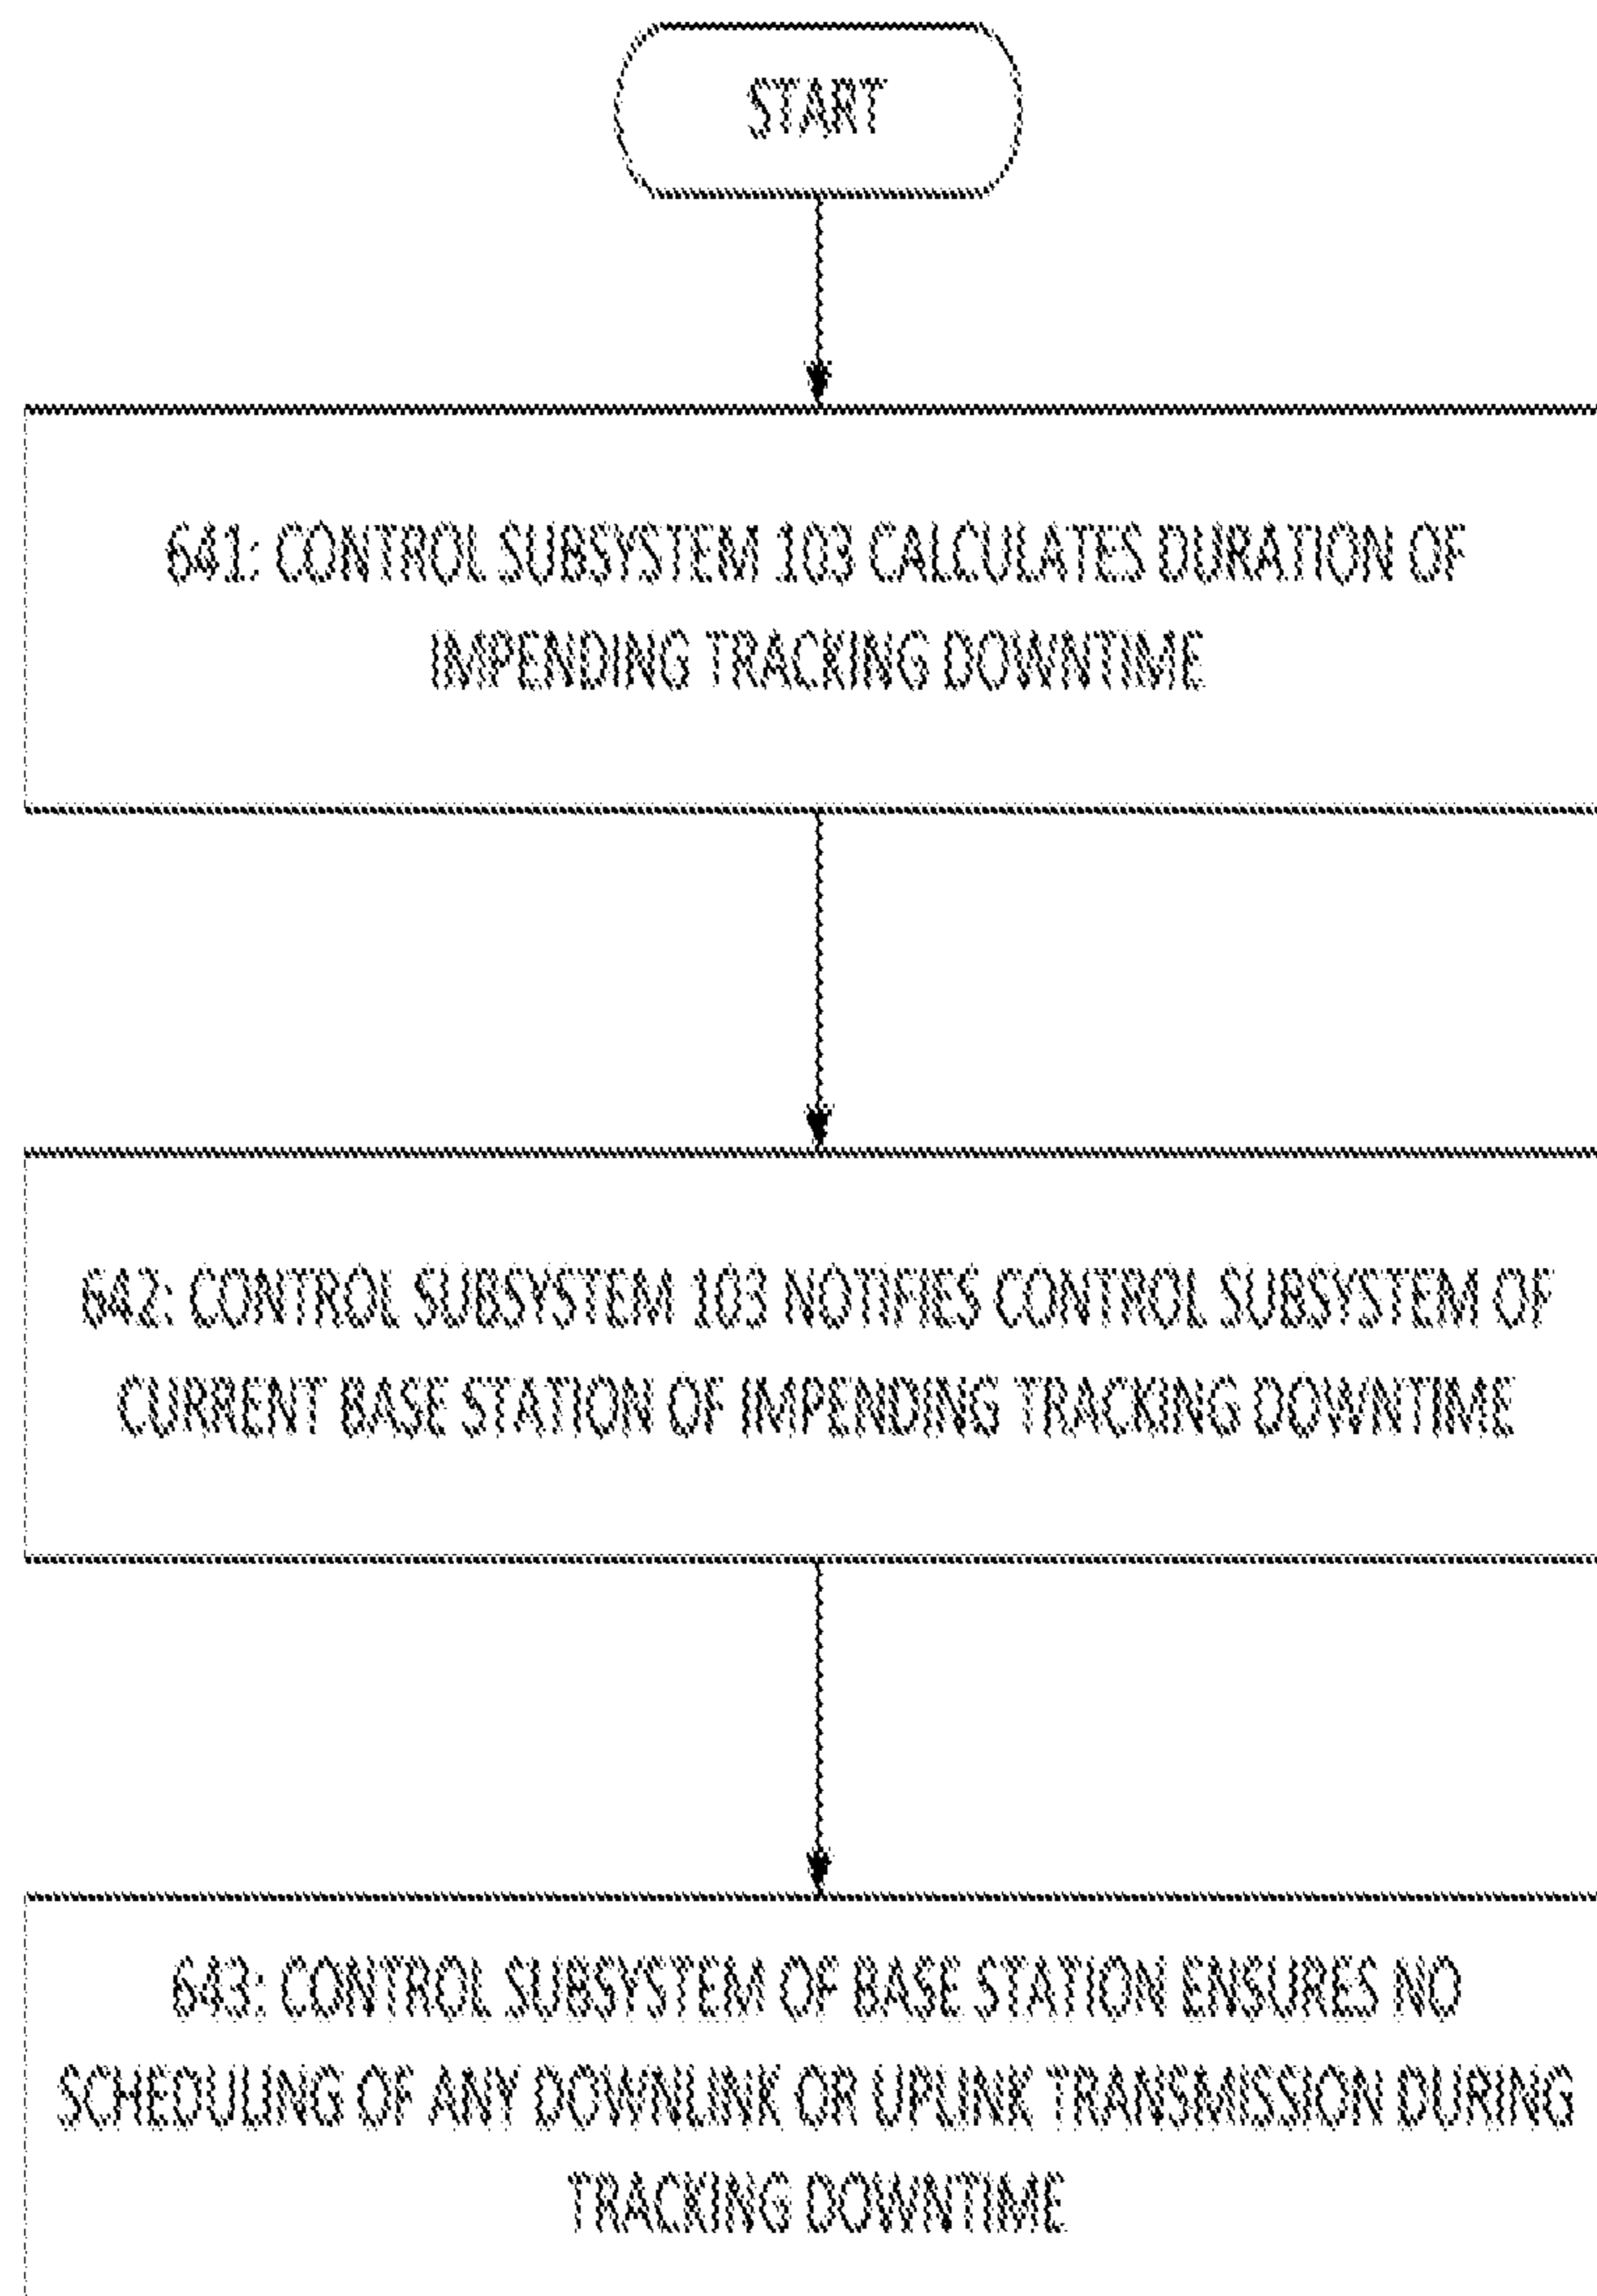 START
641: CONTROL SUBSYSTEM 103 CALCULATES DURATION OF
IMPENDING TRACKING DOWNTIME
642: CONTROL SUBSYSTEM 103 NOTIFIES CONTROL SUBSYSTEM OF
CURRENT BASE STATION OF IMPENDING TRACKING DOWNTIME
643: CONTROL SUBSYSTEM OF BASE STATION ENSURES NO
SCHEDULING OF ANY DOWNLINK OR UPLINK TRANSMISSION DURING
TRACKING DOWNTIME